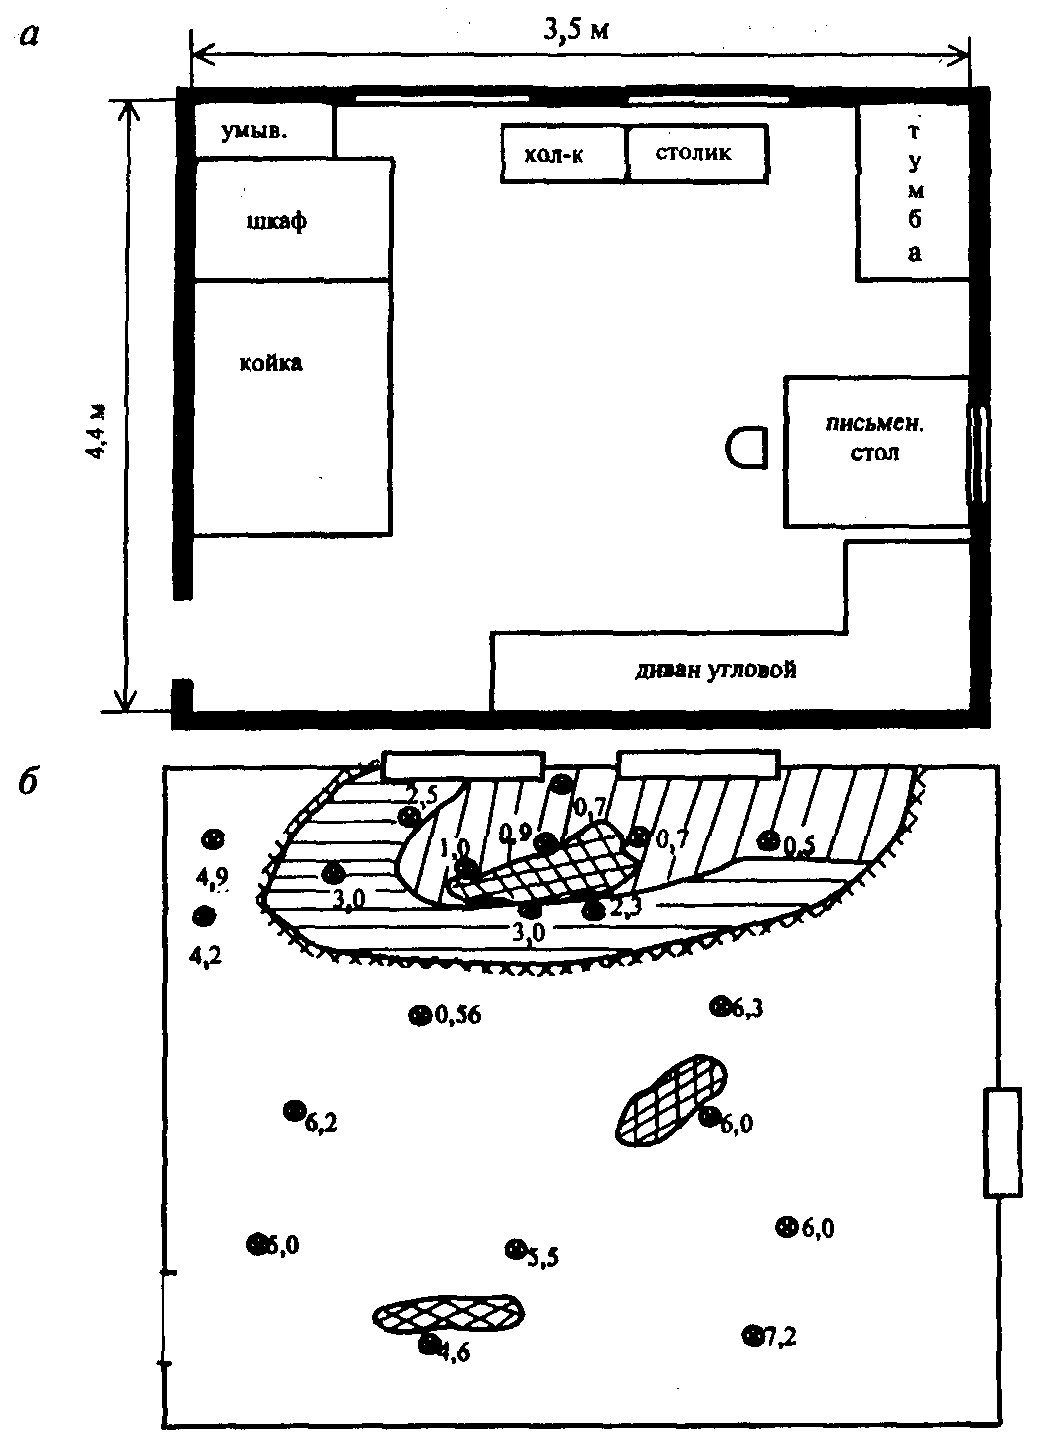 а
3,5 м
4,4 м
умыв.
хол-к
столик
т
у
м
б
а
шкаф
койка
письмен.
стол
диван угловой
б
2,5
0,7
1,0
0,9
0,7
0,5
4,9
3,0
2,3
4,2
3,0
0,56
6,3
6,2
6,0
5,0
5,5
6,0
4,6
7,2